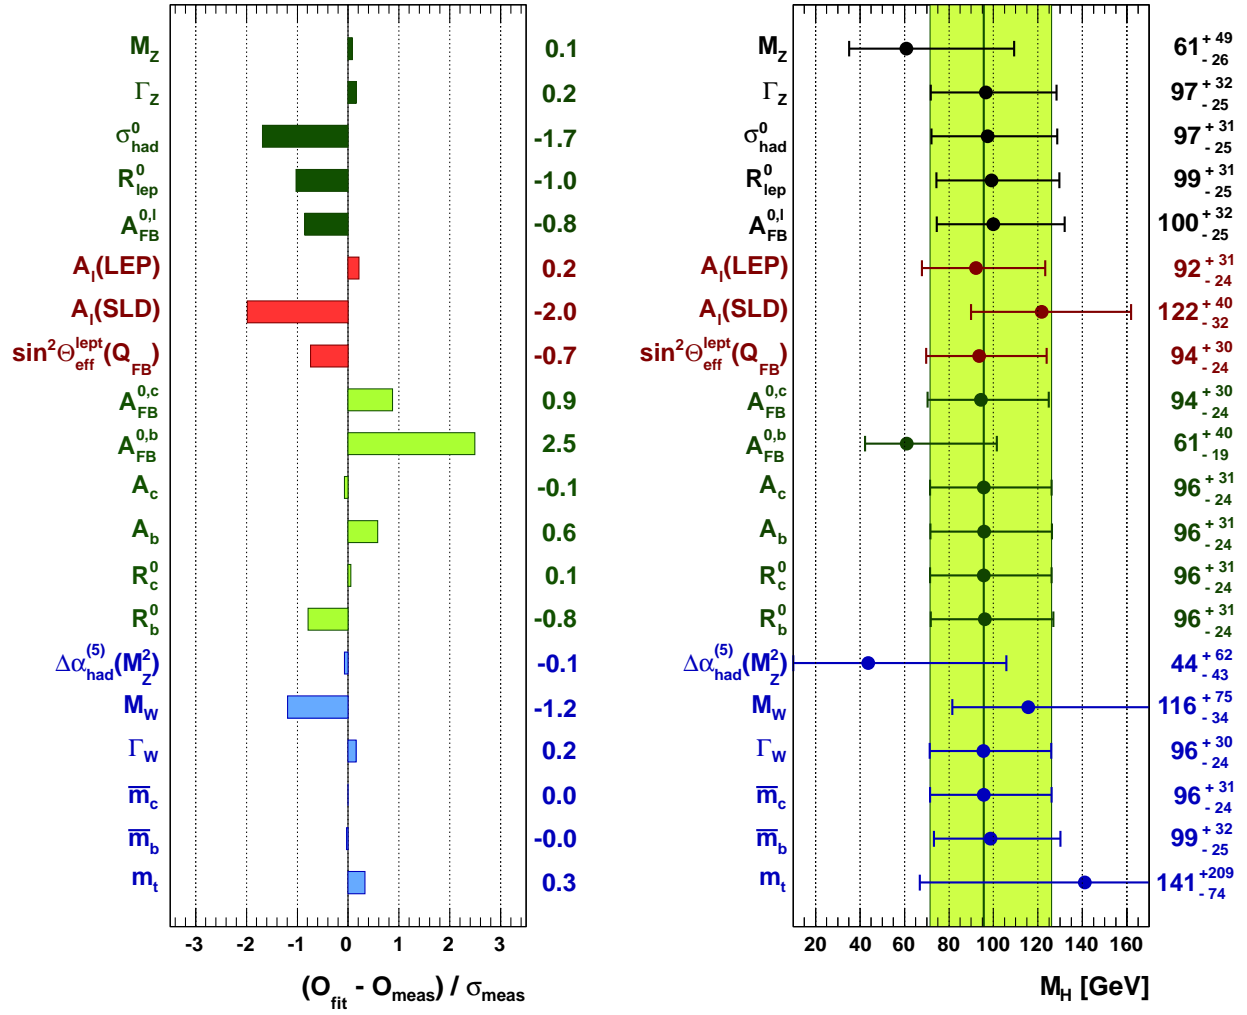 M_Z 0.1 M_Z 61 +49 -26
Γ_Z 0.2 Γ_Z 97 +32 -25
σ^0_had -1.7 σ^0_had 97 +31 -25
R^0_lep -1.0 R^0_lep 99 +31 -25
A^0,l_FB -0.8 A^0,l_FB 100 +32 -25
A_l(LEP) 0.2 A_l(LEP) 92 +31 -24
A_l(SLD) -2.0 A_l(SLD) 122 +40 -32
sin²Θ^lept_eff(Q_FB) -0.7 sin²Θ^lept_eff(Q_FB) 94 +30 -24
A^0,c_FB 0.9 A^0,c_FB 94 +30 -24
A^0,b_FB 2.5 A^0,b_FB 61 +40 -19
A_c -0.1 A_c 96 +31 -24
A_b 0.6 A_b 96 +31 -24
R^0_c 0.1 R^0_c 96 +31 -24
R^0_b -0.8 R^0_b 96 +31 -24
Δα^(5)_had(M²_Z) -0.1 Δα^(5)_had(M²_Z) 44 +62 -43
M_W -1.2 M_W 116 +75 -34
Γ_W 0.2 Γ_W 96 +30 -24
m̅_c 0.0 m̅_c 96 +31 -24
m̅_b -0.0 m̅_b 99 +32 -25
m_t 0.3 m_t 141 +209 -74
-3 -2 -1 0 1 2 3 20 40 60 80 100 120 140 160
(O_fit - O_meas) / σ_meas M_H [GeV]